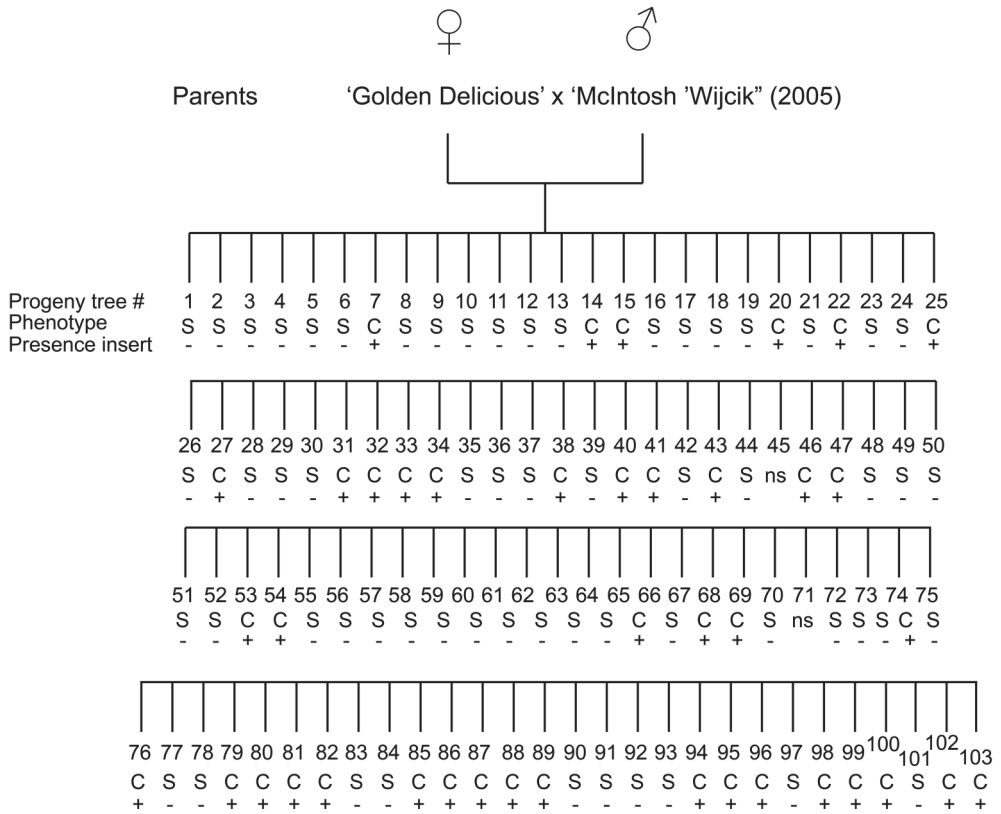 Parents ‘Golden Delicious’ x ‘McIntosh ’Wijcik” (2005)
Progeny tree # 1 2 3 4 5 6 7 8 9 10 11 12 13 14 15 16 17 18 19 20 21 22 23 24 25
Phenotype S S S S S S C S S S S S S C C S S S S C S C S S C
Presence insert - - - - - - + - - - - - - + + - - - - + - + - - +
26 27 28 29 30 31 32 33 34 35 36 37 38 39 40 41 42 43 44 45 46 47 48 49 50
S C S S S C C C C S S S C S C C S C S ns C C S S S
- + - - - + + + + - - - + - + + - + - + + - - -
51 52 53 54 55 56 57 58 59 60 61 62 63 64 65 66 67 68 69 70 71 72 73 74 75
S S C C S S S S S S S S S S S C S C C S ns S S S C S
- - + + - - - - - - - - - - - + - + + - - - - + -
76 77 78 79 80 81 82 83 84 85 86 87 88 89 90 91 92 93 94 95 96 97 98 99 100 101 102 103
C S S C C C C S S C C C C C S S S S C C C S C C C S C C
+ - - + + + + - - + + + + + - - - - + + + - + + + - + +